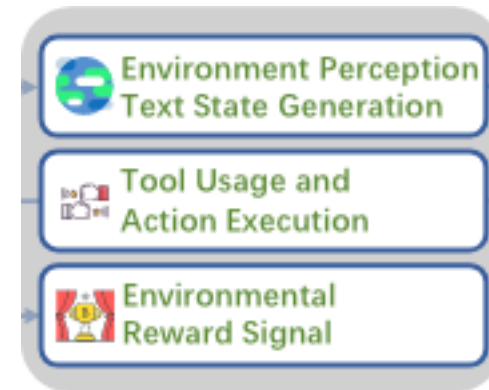 Environment Perception
Text State Generation
Tool Usage and
Action Execution
Environmental
Reward Signal